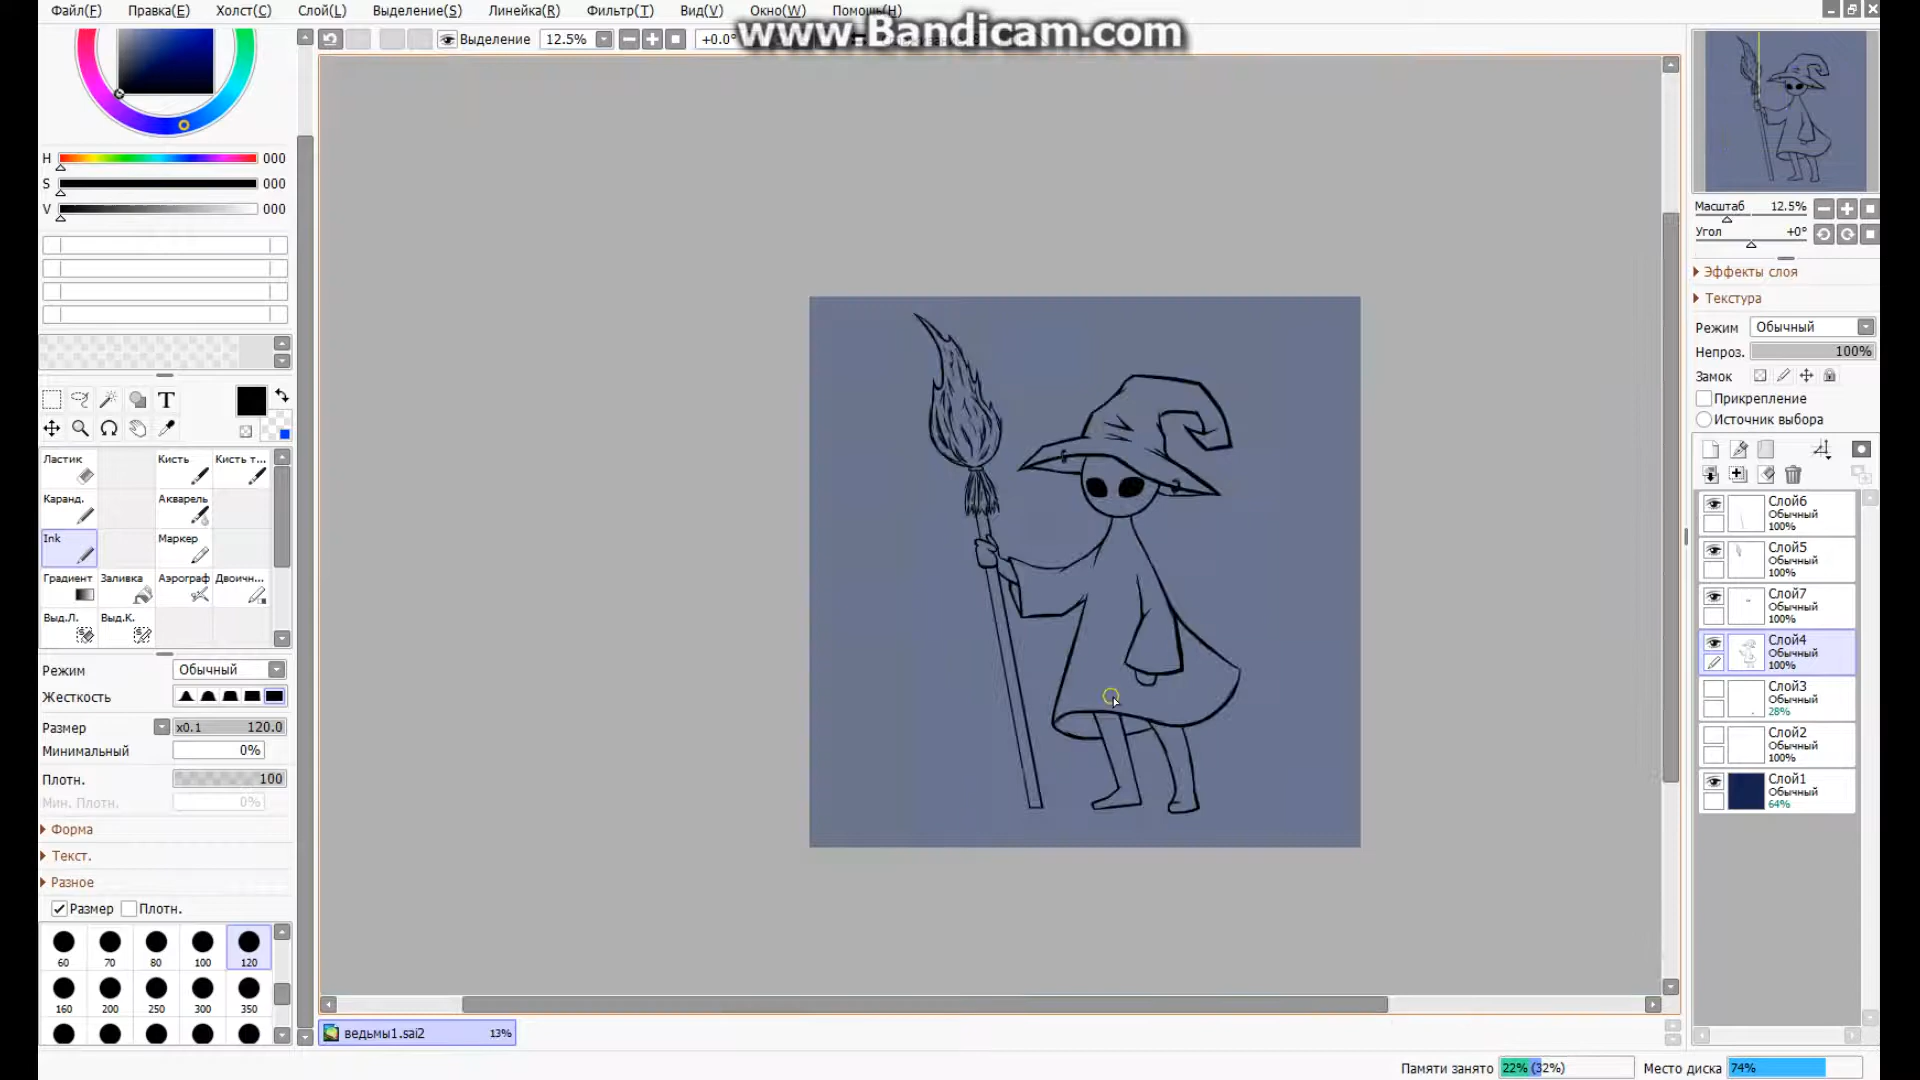 Файл(F) Правка(E) Холст(C) Слой(L) Выделение(S) Линейка(R) Фильтр(T) Вид(V) Окно(W) Помощь(H)
www.Bandicam.com
Выделение 12.5% +0.0°
H 000
S 000
V 000
T
Ластик Кисть Кисть т...
Каранд. Акварель
Ink Маркер
Градиент Заливка Аэрограф Двоичн...
Выд.Л. Выд.К.
Режим Обычный
Жесткость
Размер x0.1 120.0
Минимальный 0%
Плотн. 100
Мин. Плотн. 0%
Форма
Текст.
Разное
Размер Плотн.
60 70 80 100 120
160 200 250 300 350
ведьмы1.sai2 13%
Масштаб 12.5%
Угол +0°
Эффекты слоя
Текстура
Режим Обычный
Непроз. 100%
Замок
Прикрепление
Источник выбора
Слой6
Обычный
100%
Слой5
Обычный
100%
Слой7
Обычный
100%
Слой4
Обычный
100%
Слой3
Обычный
28%
Слой2
Обычный
100%
Слой1
Обычный
64%
Памяти занято 22% (32%) Место диска 74%